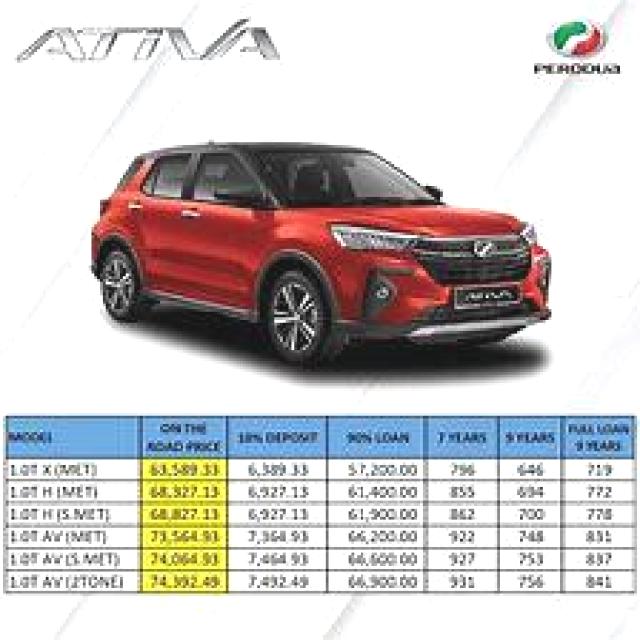 ATIVA
PERODUA
ATIVA
MODEL ON THE ROAD PRICE 10% DEPOSIT 90% LOAN 7 YEARS 9 YEARS FULL LOAN 9 YEARS
1.0T X (MET) 63,589.33 6,389.33 57,200.00 796 646 719
1.0T H (MET) 68,327.13 6,927.13 61,400.00 855 694 772
1.0T H (S.MET) 68,827.13 6,927.13 61,900.00 862 700 778
1.0T AV (MET) 73,564.93 7,364.93 66,200.00 922 748 831
1.0T AV (S.MET) 74,064.93 7,464.93 66,600.00 927 753 837
1.0T AV (2TONE) 74,392.49 7,492.49 66,900.00 931 756 841